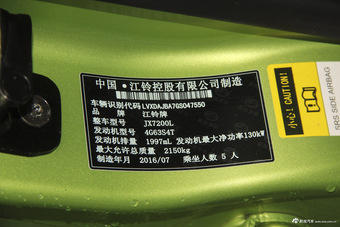 中国·江铃控股有限公司制造
车辆识别代码 LVXDAJBA7GS047550
品 牌 江铃牌
整车型号 JX7200L
发动机型号 4G63S4T
发动机排量 1997mL 发动机最大净功率130kW
最大允许总质量 2150kg
制造年月 2016/07 乘坐人数 5 人
小心！
SRS SIDE AIRBAG